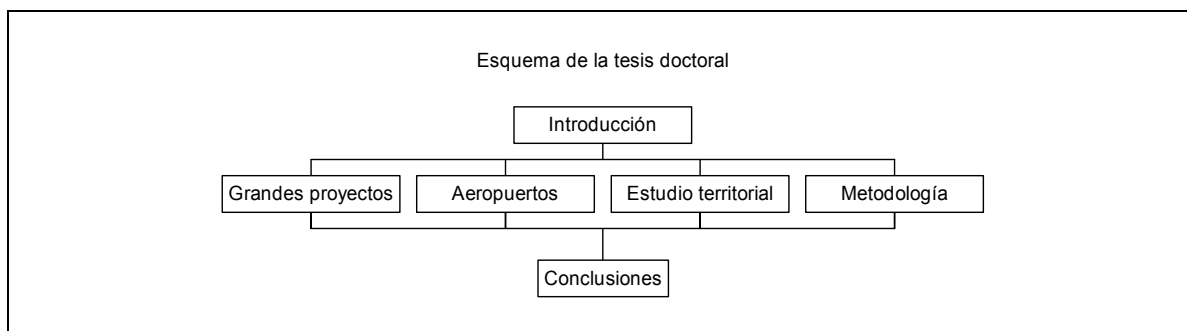 Esquema de la tesis doctoral
Introducción
Grandes proyectos
Aeropuertos
Estudio territorial
Metodología
Conclusiones